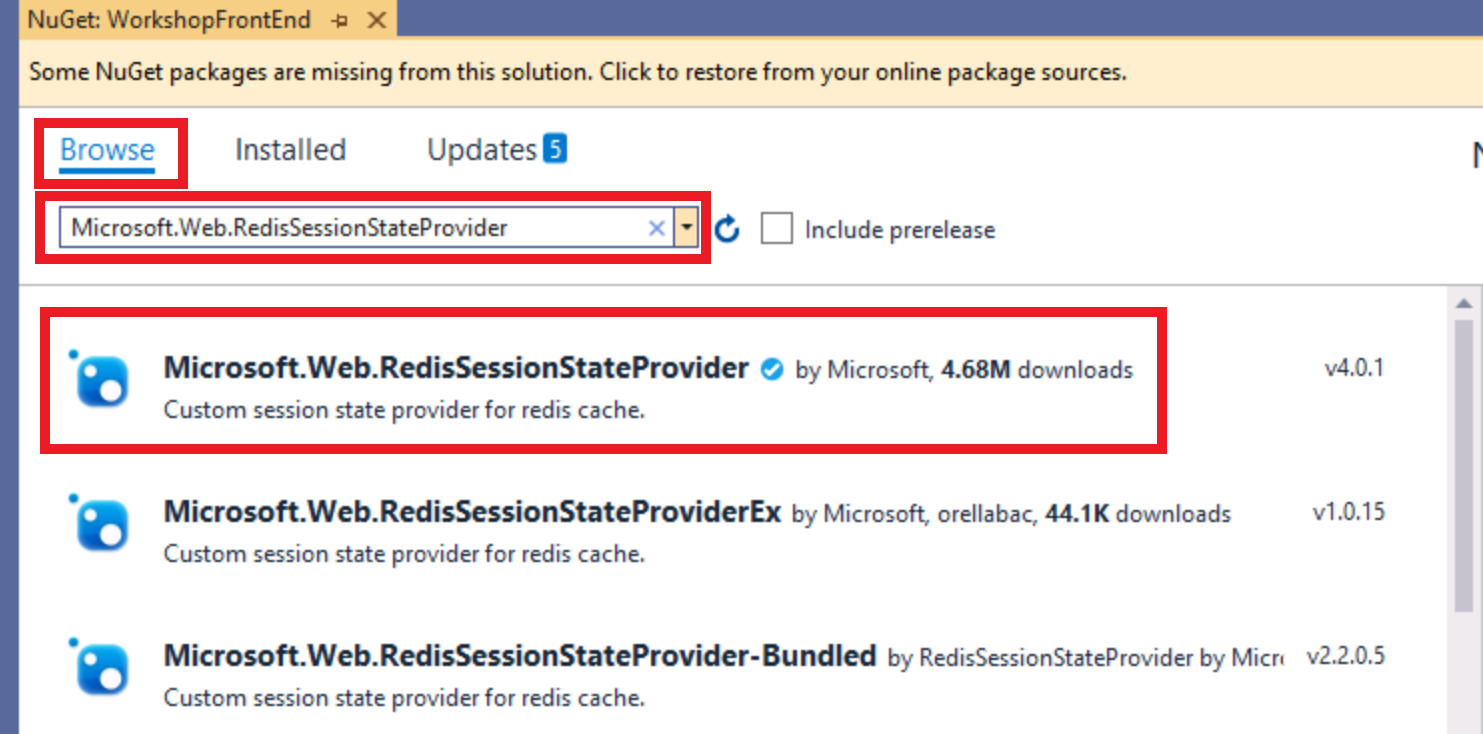 NuGet: WorkshopFrontEnd
Some NuGet packages are missing from this solution. Click to restore from your online package sources.
Browse Installed Updates 5
Microsoft.Web.RedisSessionStateProvider Include prerelease
Microsoft.Web.RedisSessionStateProvider by Microsoft, 4.68M downloads v4.0.1
Custom session state provider for redis cache.
Microsoft.Web.RedisSessionStateProviderEx by Microsoft, orellabac, 44.1K downloads v1.0.15
Custom session state provider for redis cache.
Microsoft.Web.RedisSessionStateProvider-Bundled by RedisSessionStateProvider by Micr v2.2.0.5
Custom session state provider for redis cache.